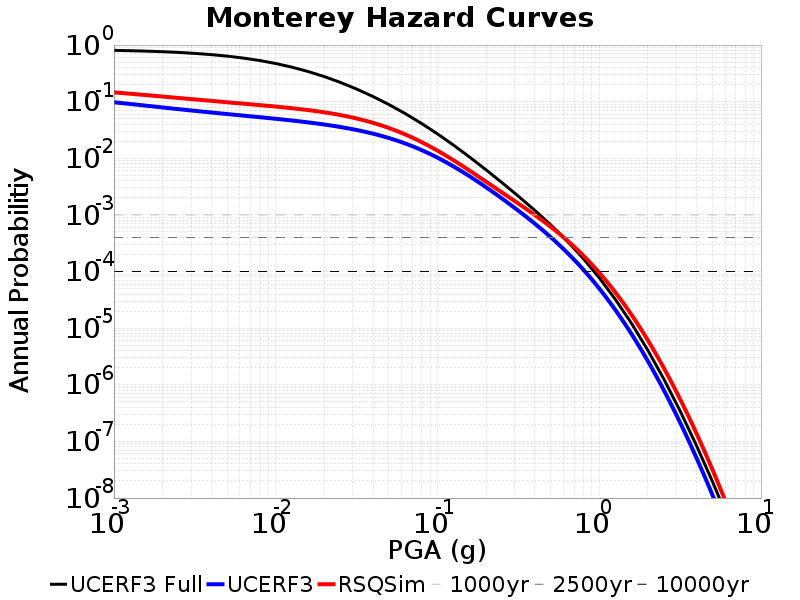 Monterey Hazard Curves
10^0
10^-1
10^-2
10^-3
10^-4
10^-5
10^-6
10^-7
10^-8
Annual Probabilitiy
10^-3 10^-2 10^-1 10^0 10^1
PGA (g)
UCERF3 Full UCERF3 RSQSim 1000yr 2500yr 10000yr